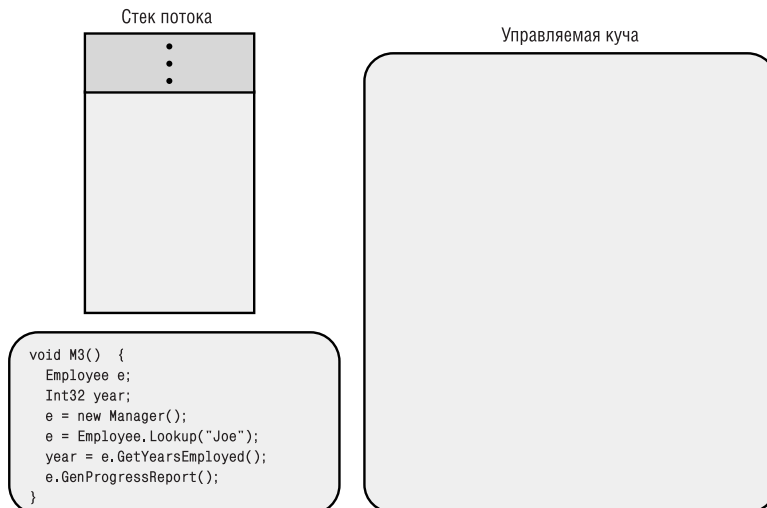 Стек потока
Управляемая куча
void M3() {
Employee e;
Int32 year;
e = new Manager();
e = Employee.Lookup("Joe");
year = e.GetYearsEmployed();
e.GenProgressReport();
}